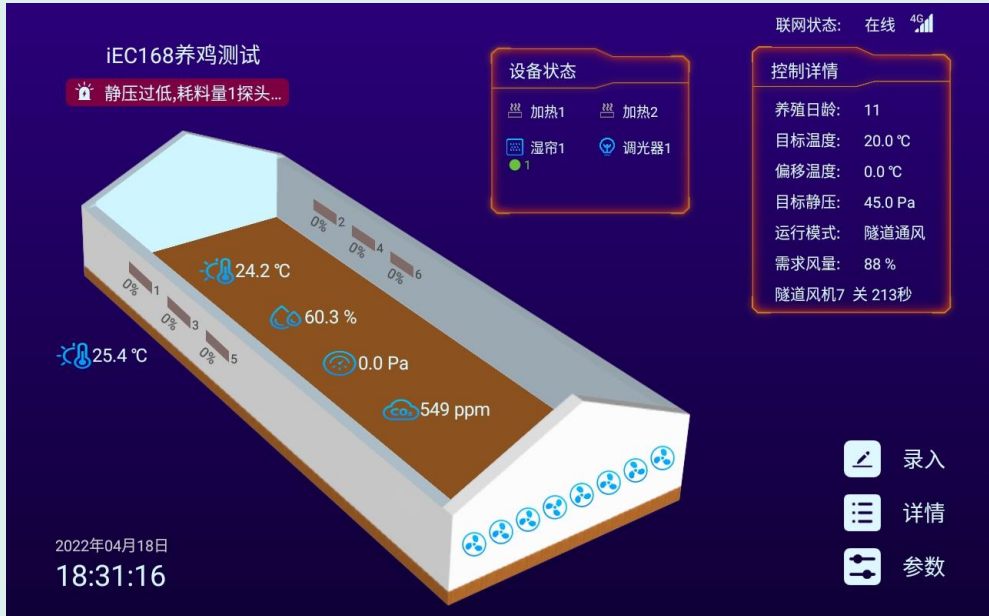 联网状态: 在线 4G
iEC168养鸡测试
静压过低,耗料量1探头...
设备状态
加热1 加热2
湿帘1 调光器1
1
控制详情
养殖日龄: 11
目标温度: 20.0 ℃
偏移温度: 0.0 ℃
目标静压: 45.0 Pa
运行模式: 隧道通风
需求风量: 88 %
隧道风机7 关 213秒
0% 2
0% 4
0% 6
24.2 ℃
0% 1
60.3 %
0% 3
25.4 ℃
0% 5
0.0 Pa
CO₂ 549 ppm
录入
详情
参数
2022年04月18日
18:31:16